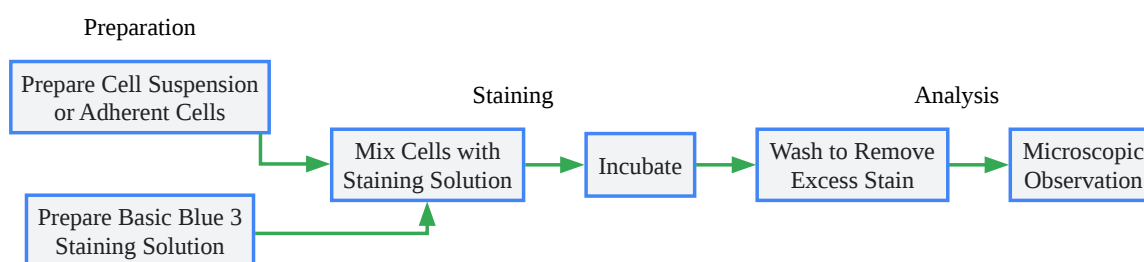 Preparation
Prepare Cell Suspension
or Adherent Cells
Prepare Basic Blue 3
Staining Solution
Staining
Mix Cells with
Staining Solution
Incubate
Analysis
Wash to Remove
Excess Stain
Microscopic
Observation